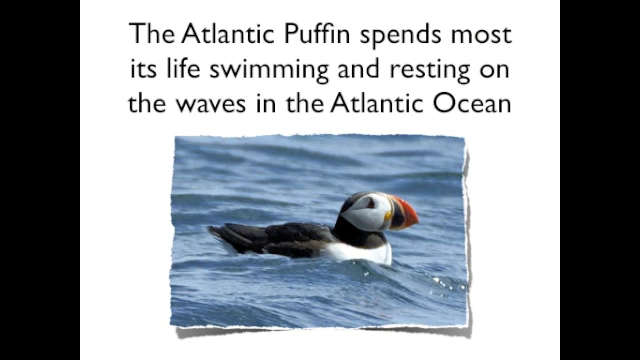 The Atlantic Puffin spends most
its life swimming and resting on
the waves in the Atlantic Ocean